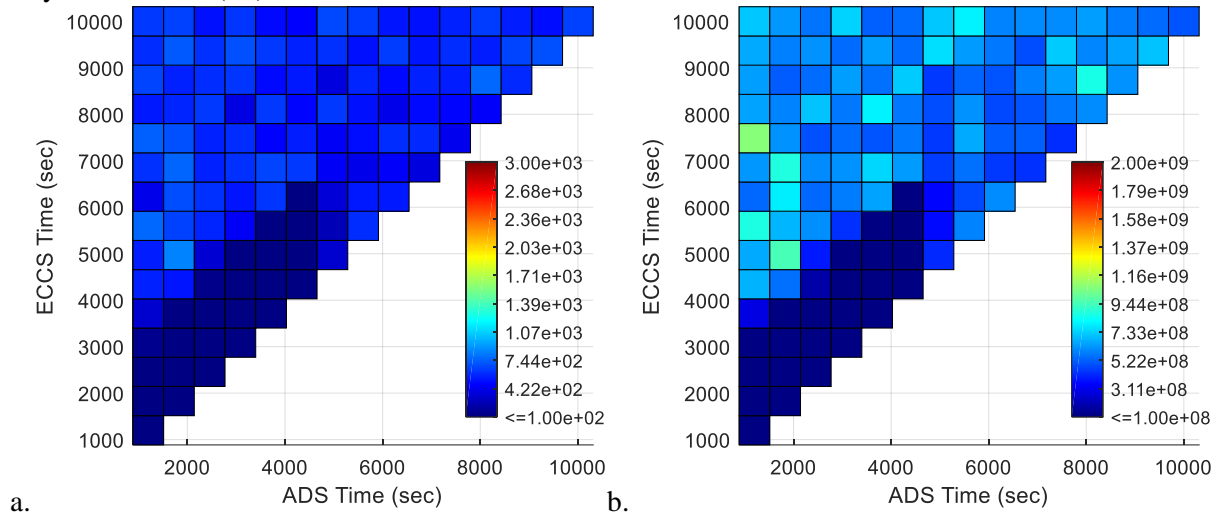 10000
9000
8000
7000
6000
5000
4000
3000
2000
1000
ECCS Time (sec)
2000 4000 6000 8000 10000
ADS Time (sec)
3.00e+03
2.68e+03
2.36e+03
2.03e+03
1.71e+03
1.39e+03
1.07e+03
7.44e+02
4.22e+02
<=1.00e+02
a.
10000
9000
8000
7000
6000
5000
4000
3000
2000
1000
ECCS Time (sec)
2000 4000 6000 8000 10000
ADS Time (sec)
2.00e+09
1.79e+09
1.58e+09
1.37e+09
1.16e+09
9.44e+08
7.33e+08
5.22e+08
3.11e+08
<=1.00e+08
b.